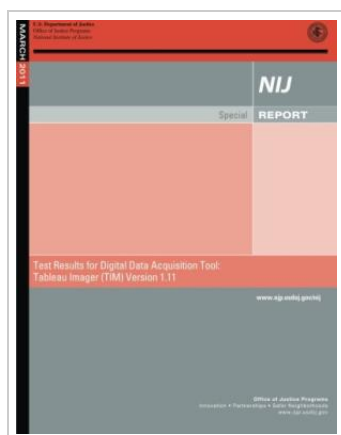 U.S. Department of Justice
Office of Justice Programs
National Institute of Justice
MARCH 2011
NIJ
Special REPORT
Test Results for Digital Data Acquisition Tool:
Tableau Imager (TIM) Version 1.11
www.ojp.usdoj.gov/nij
Office of Justice Programs
Innovation • Partnerships • Safer Neighborhoods
www.ojp.usdoj.gov